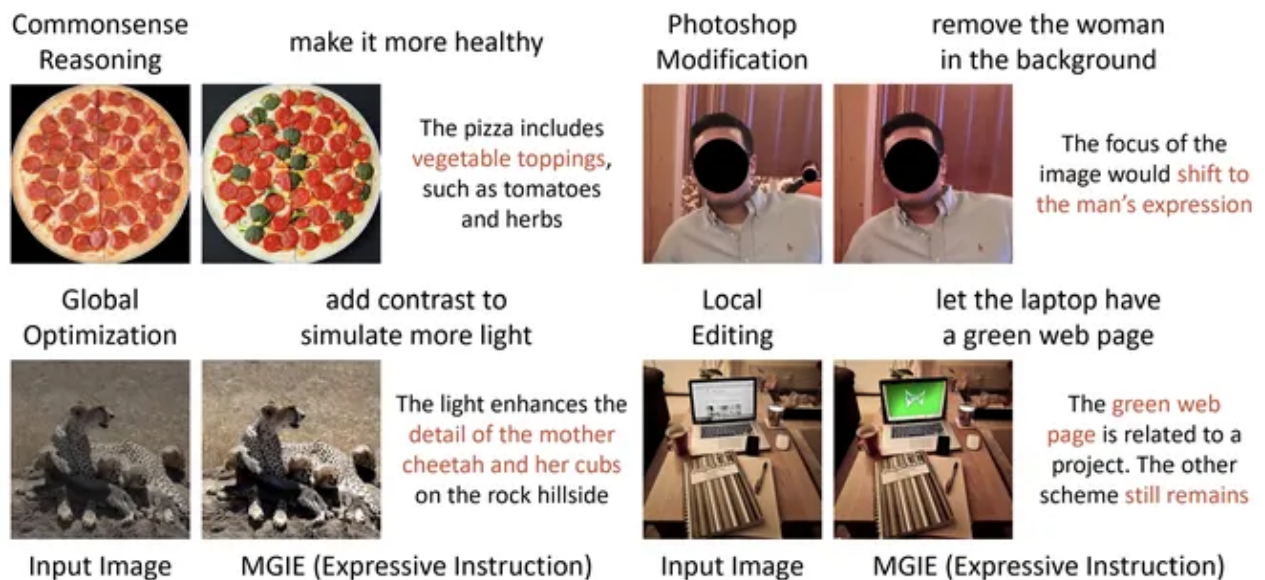 Commonsense
Reasoning
make it more healthy
The pizza includes
vegetable toppings,
such as tomatoes
and herbs
Photoshop
Modification
remove the woman
in the background
The focus of the
image would shift to
the man's expression
Global
Optimization
add contrast to
simulate more light
The light enhances the
detail of the mother
cheetah and her cubs
on the rock hillside
Local
Editing
let the laptop have
a green web page
The green web
page is related to a
project. The other
scheme still remains
Input Image
MGIE (Expressive Instruction)
Input Image
MGIE (Expressive Instruction)